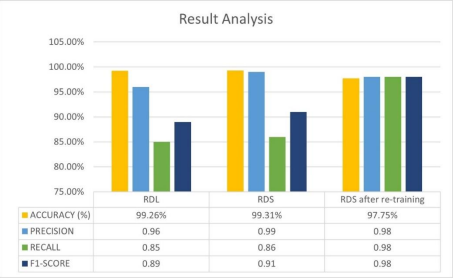 Result Analysis
105.00%
100.00%
95.00%
90.00%
85.00%
80.00%
75.00%
RDL RDS RDS after re-training
ACCURACY (%) 99.26% 99.31% 97.75%
PRECISION 0.96 0.99 0.98
RECALL 0.85 0.86 0.98
F1-SCORE 0.89 0.91 0.98